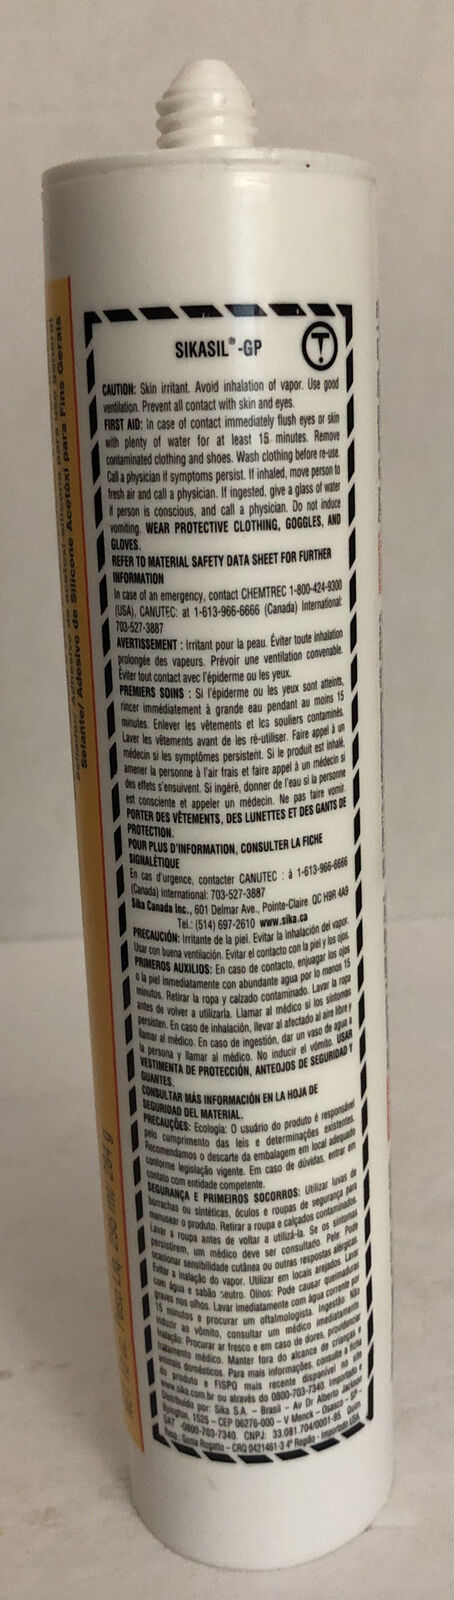 SIKASIL®-GP
CAUTION: Skin irritant. Avoid inhalation of vapor. Use good
ventilation. Prevent all contact with skin and eyes.
FIRST AID: In case of contact immediately flush eyes or skin
with plenty of water for at least 15 minutes. Remove
contaminated clothing and shoes. Wash clothing before re-use.
Call a physician if symptoms persist. If inhaled, move person to
fresh air and call a physician. If ingested, give a glass of water
if person is conscious, and call a physician. Do not induce
vomiting. WEAR PROTECTIVE CLOTHING, GOGGLES, AND
GLOVES.
REFER TO MATERIAL SAFETY DATA SHEET FOR FURTHER
INFORMATION
In case of an emergency, contact CHEMTREC 1-800-424-9300
(USA), CANUTEC: at 1-613-966-6666 (Canada) International:
703-527-3887
AVERTISSEMENT : Irritant pour la peau. Éviter toute inhalation
prolongée des vapeurs. Prévoir une ventilation convenable.
Éviter tout contact avec l'épiderme ou les yeux.
PREMIERS SOINS : Si l'épiderme ou les yeux sont atteints,
rincer immédiatement à grande eau pendant au moins 15
minutes. Enlever les vêtements et les souliers contaminés.
Laver les vêtements avant de les ré-utiliser. Faire appel à un
médecin si les symptômes persistent. Si le produit est inhalé,
amener la personne à l'air frais et faire appel à un médecin si
des effets s'ensuivent. Si ingéré, donner de l'eau si la personne
est consciente et appeler un médecin. Ne pas faire vomir.
PORTER DES VÊTEMENTS, DES LUNETTES ET DES GANTS DE
PROTECTION.
POUR PLUS D'INFORMATION, CONSULTER LA FICHE
SIGNALÉTIQUE
En cas d'urgence, contacter CANUTEC : à 1-613-966-6666
(Canada) International: 703-527-3887
Sika Canada Inc., 601 Delmar Ave., Pointe-Claire QC H9R 4A9
Tel.: (514) 697-2610 www.sika.ca
PRECAUCIÓN: Irritante de la piel. Evitar la inhalación del vapor.
Usar con buena ventilación. Evitar el contacto con la piel y los ojos.
PRIMEROS AUXILIOS: En caso de contacto, enjuagar los ojos
o la piel inmediatamente con abundante agua por lo menos 15
minutos. Retirar la ropa y calzado contaminado. Lavar la ropa
antes de volver a utilizarla. Llamar al médico si los síntomas
persisten. En caso de inhalación, llevar al afectado al aire libre y
llamar al médico. En caso de ingestión, dar un vaso de agua a
la persona y llamar al médico. No inducir el vómito. USAR
VESTIMENTA DE PROTECCIÓN, ANTEOJOS DE SEGURIDAD Y
GUANTES.
CONSULTAR MÁS INFORMACIÓN EN LA HOJA DE
SEGURIDAD DEL MATERIAL.
PRECAUÇÕES: Ecologia: O usuário do produto é responsável
pelo cumprimento das leis e determinações existentes.
Recomendamos o descarte da embalagem em local adequado
conforme legislação vigente. Em caso de dúvidas, entrar em
contato com entidade competente.
SEGURANÇA E PRIMEIROS SOCORROS: Utilizar luvas de
borrachas ou sintéticas, óculos e roupas de segurança para
manusear o produto. Retirar a roupa e calçados contaminados.
Lavar a roupa antes de voltar a utilizá-la. Se os sintomas
persistirem, um médico deve ser consultado. Pele: Pode
ocasionar sensibilidade cutânea ou outras respostas alérgicas.
Evitar a inalação do vapor. Utilizar em locais arejados. Lavar
com água e sabão neutro. Olhos: Pode causar queimaduras
graves nos olhos. Lavar imediatamente com água corrente por
15 minutos e procurar um oftalmologista. Ingestão: Não
induzir ao vômito, consultar um médico imediatamente.
Inalação: Procurar ar fresco e em caso de dores, providenciar
tratamento médico. Manter fora do alcance de crianças e
animais domésticos. Para mais informações, consulte a ficha
do produto e FISPQ mais recente disponível no site
www.sika.com.br ou através do 0800-703-7340. Importado e
Distribuído por: Sika S.A. – Brasil – Av Dr Alberto Jackson
Byington, 1525 – CEP 06276-000 – V Menck – Osasco – SP –
SAT -0800-703-7340. CNPJ: 33.081.704/0001-95. Quím
Resp.: Sonia Rogatto – CRQ 0421461-3 4ª Região - Importado USA
Sellador/ Adhesivo de acetoxi-silicona para uso general
Selante/ Adesivo de Silicone Acetóxi para Fins Gerais